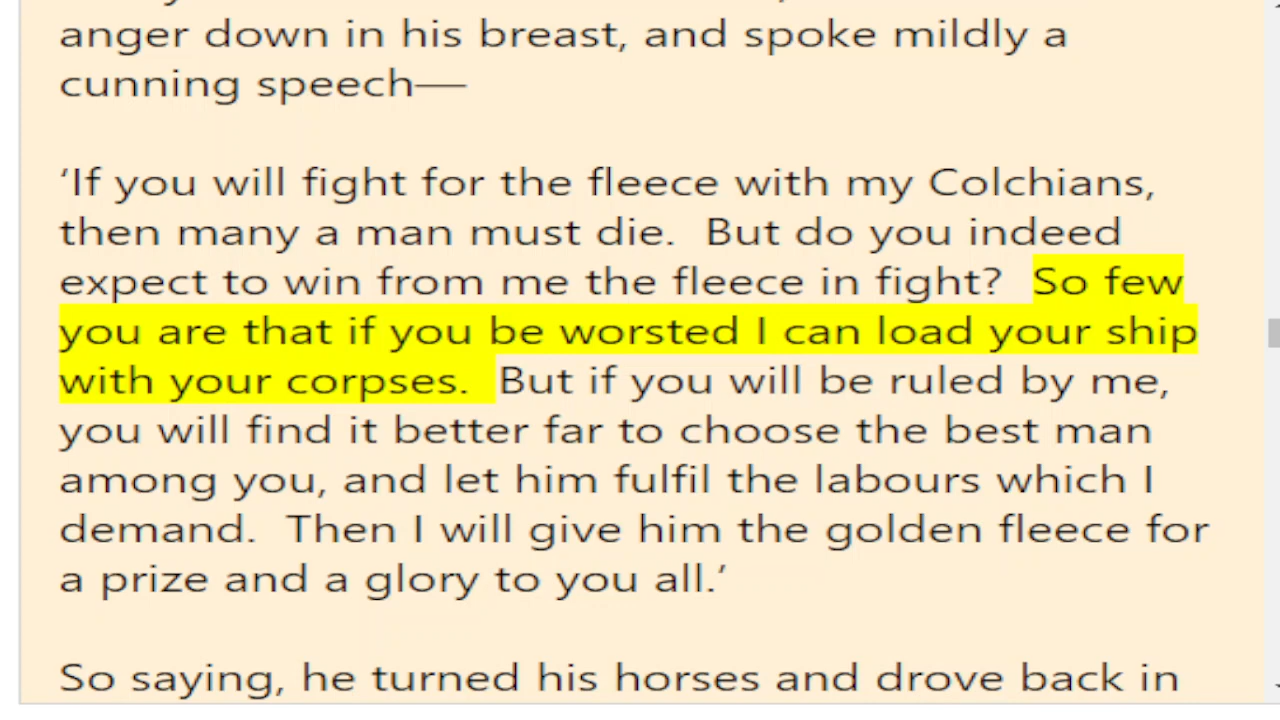 anger down in his breast, and spoke mildly a
cunning speech—
‘If you will fight for the fleece with my Colchians,
then many a man must die.  But do you indeed
expect to win from me the fleece in fight?  So few
you are that if you be worsted I can load your ship
with your corpses.  But if you will be ruled by me,
you will find it better far to choose the best man
among you, and let him fulfil the labours which I
demand.  Then I will give him the golden fleece for
a prize and a glory to you all.’
So saying, he turned his horses and drove back in